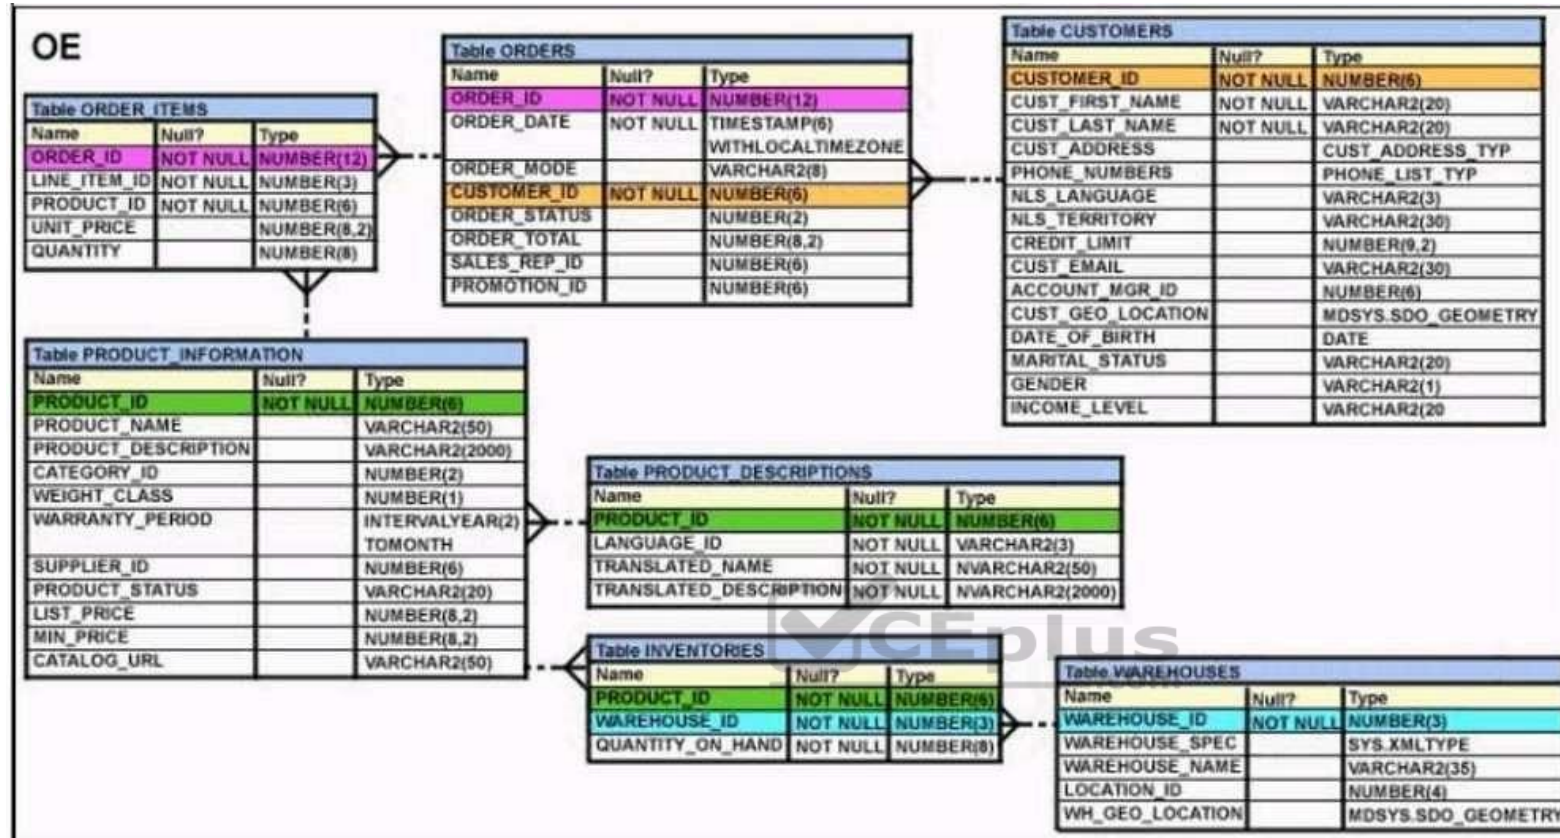 OE
Table ORDER_ITEMS
Name Null? Type
ORDER_ID NOT NULL NUMBER(12)
LINE_ITEM_ID NOT NULL NUMBER(3)
PRODUCT_ID NOT NULL NUMBER(6)
UNIT_PRICE NUMBER(8,2)
QUANTITY NUMBER(8)
Table ORDERS
Name Null? Type
ORDER_ID NOT NULL NUMBER(12)
ORDER_DATE NOT NULL TIMESTAMP(6)
WITHLOCALTIMEZONE
ORDER_MODE VARCHAR2(8)
CUSTOMER_ID NOT NULL NUMBER(6)
ORDER_STATUS NUMBER(2)
ORDER_TOTAL NUMBER(8,2)
SALES_REP_ID NUMBER(6)
PROMOTION_ID NUMBER(6)
Table CUSTOMERS
Name Null? Type
CUSTOMER_ID NOT NULL NUMBER(6)
CUST_FIRST_NAME NOT NULL VARCHAR2(20)
CUST_LAST_NAME NOT NULL VARCHAR2(20)
CUST_ADDRESS CUST_ADDRESS_TYP
PHONE_NUMBERS PHONE_LIST_TYP
NLS_LANGUAGE VARCHAR2(3)
NLS_TERRITORY VARCHAR2(30)
CREDIT_LIMIT NUMBER(9,2)
CUST_EMAIL VARCHAR2(30)
ACCOUNT_MGR_ID NUMBER(6)
CUST_GEO_LOCATION MDSYS.SDO_GEOMETRY
DATE_OF_BIRTH DATE
MARITAL_STATUS VARCHAR2(20)
GENDER VARCHAR2(1)
INCOME_LEVEL VARCHAR2(20
Table PRODUCT_INFORMATION
Name Null? Type
PRODUCT_ID NOT NULL NUMBER(6)
PRODUCT_NAME VARCHAR2(50)
PRODUCT_DESCRIPTION VARCHAR2(2000)
CATEGORY_ID NUMBER(2)
WEIGHT_CLASS NUMBER(1)
WARRANTY_PERIOD INTERVALYEAR(2)
TOMONTH
SUPPLIER_ID NUMBER(6)
PRODUCT_STATUS VARCHAR2(20)
LIST_PRICE NUMBER(8,2)
MIN_PRICE NUMBER(8,2)
CATALOG_URL VARCHAR2(50)
Table PRODUCT_DESCRIPTIONS
Name Null? Type
PRODUCT_ID NOT NULL NUMBER(6)
LANGUAGE_ID NOT NULL VARCHAR2(3)
TRANSLATED_NAME NOT NULL NVARCHAR2(50)
TRANSLATED_DESCRIPTION NOT NULL NVARCHAR2(2000)
CEplus
Table INVENTORIES
Name Null? Type
PRODUCT_ID NOT NULL NUMBER(6)
WAREHOUSE_ID NOT NULL NUMBER(3)
QUANTITY_ON_HAND NOT NULL NUMBER(8)
Table WAREHOUSES
Name Null? Type
WAREHOUSE_ID NOT NULL NUMBER(3)
WAREHOUSE_SPEC SYS.XMLTYPE
WAREHOUSE_NAME VARCHAR2(35)
LOCATION_ID NUMBER(4)
WH_GEO_LOCATION MDSYS.SDO_GEOMETRY